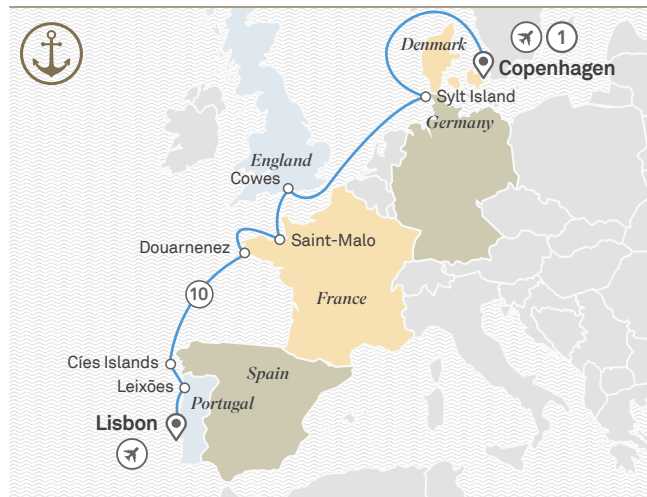 Denmark
1
Copenhagen
Sylt Island
Germany
England
Cowes
Saint-Malo
Douarnenez
10
France
Cíes Islands
Spain
Leixões
Portugal
Lisbon